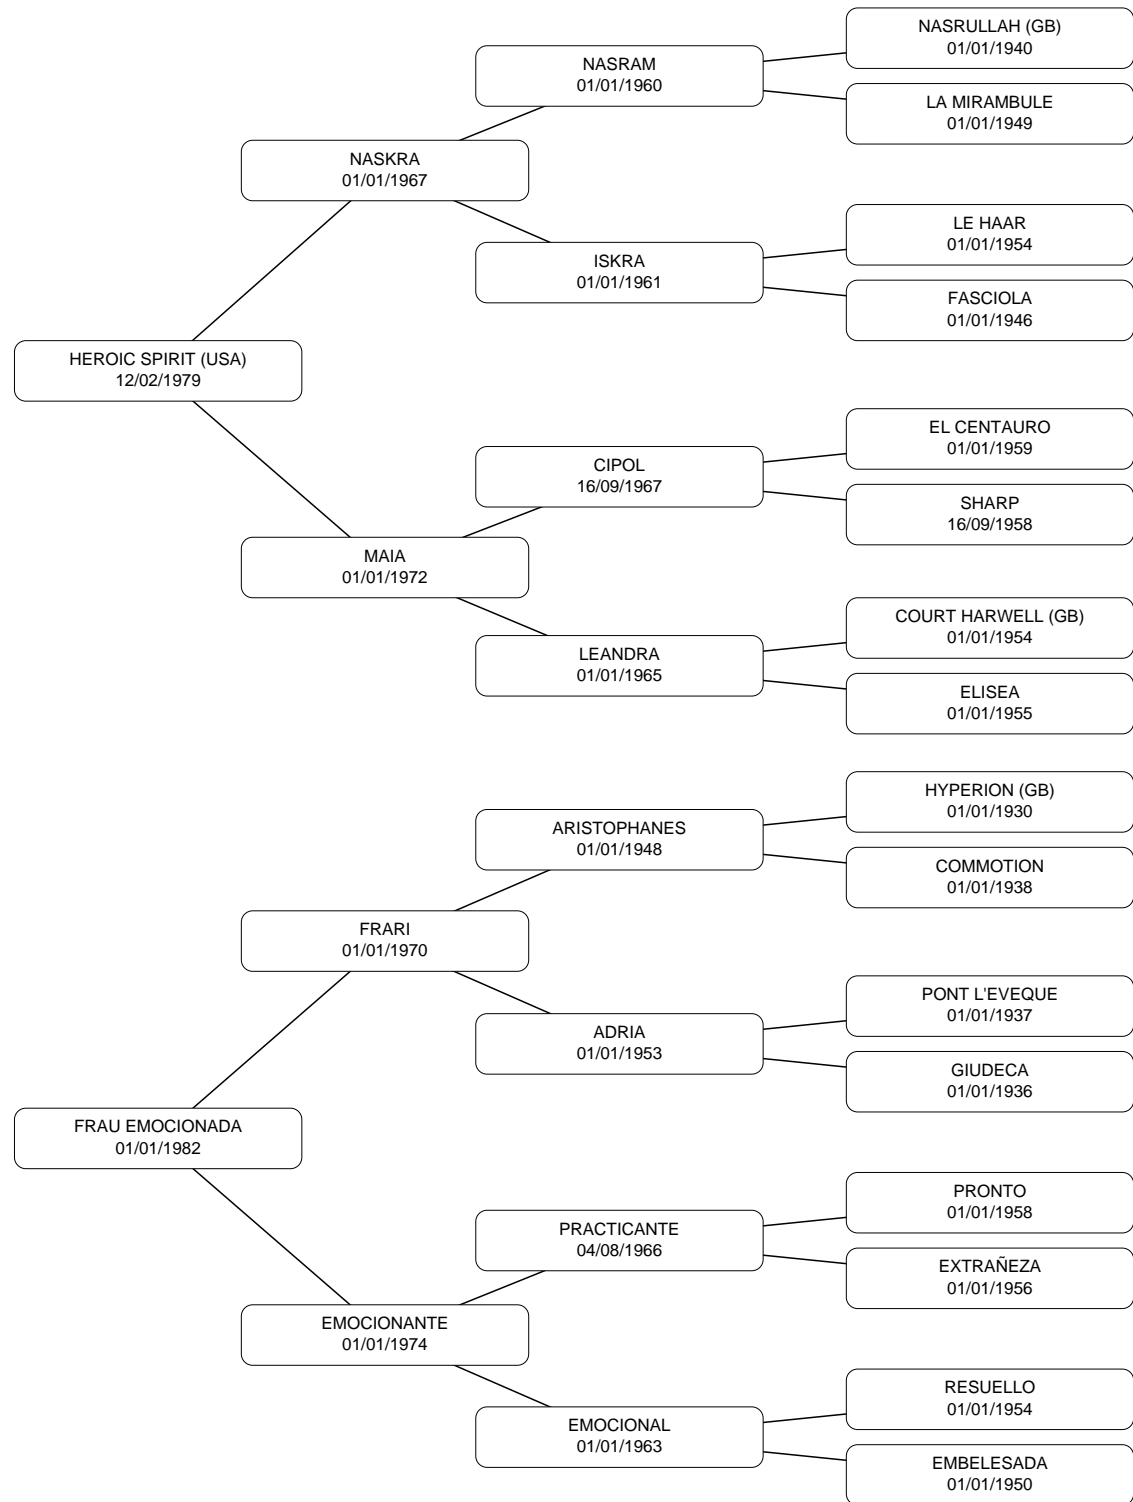 NASRULLAH (GB)
01/01/1940
NASRAM
01/01/1960
LA MIRAMBULE
01/01/1949
NASKRA
01/01/1967
LE HAAR
01/01/1954
ISKRA
01/01/1961
FASCIOLA
01/01/1946
HEROIC SPIRIT (USA)
12/02/1979
EL CENTAURO
01/01/1959
CIPOL
16/09/1967
SHARP
16/09/1958
MAIA
01/01/1972
COURT HARWELL (GB)
01/01/1954
LEANDRA
01/01/1965
ELISEA
01/01/1955
HYPERION (GB)
01/01/1930
ARISTOPHANES
01/01/1948
COMMOTION
01/01/1938
FRARI
01/01/1970
PONT L'EVEQUE
01/01/1937
ADRIA
01/01/1953
GIUDECA
01/01/1936
FRAU EMOCIONADA
01/01/1982
PRONTO
01/01/1958
PRACTICANTE
04/08/1966
EXTRAÑEZA
01/01/1956
EMOCIONANTE
01/01/1974
RESUELLO
01/01/1954
EMOCIONAL
01/01/1963
EMBELESADA
01/01/1950